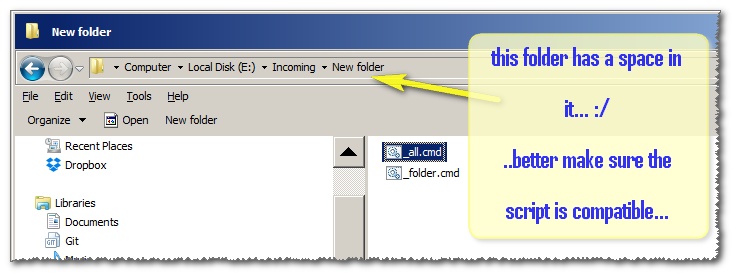 New folder
Computer Local Disk (E:) Incoming New folder
this folder has a space in
it... :/
..better make sure the
script is compatible...
File Edit View Tools Help
Organize Open New folder
Recent Places
Dropbox
Libraries
Documents
Git
_all.cmd
_folder.cmd